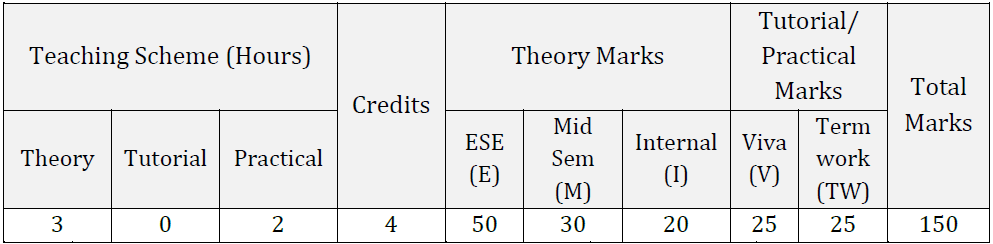 Teaching Scheme (Hours)
Credits
Theory Marks
Tutorial/
Practical
Marks
Total
Marks
Theory
Tutorial
Practical
ESE
(E)
Mid
Sem
(M)
Internal
(I)
Viva
(V)
Term
work
(TW)
3 0 2 4 50 30 20 25 25 150